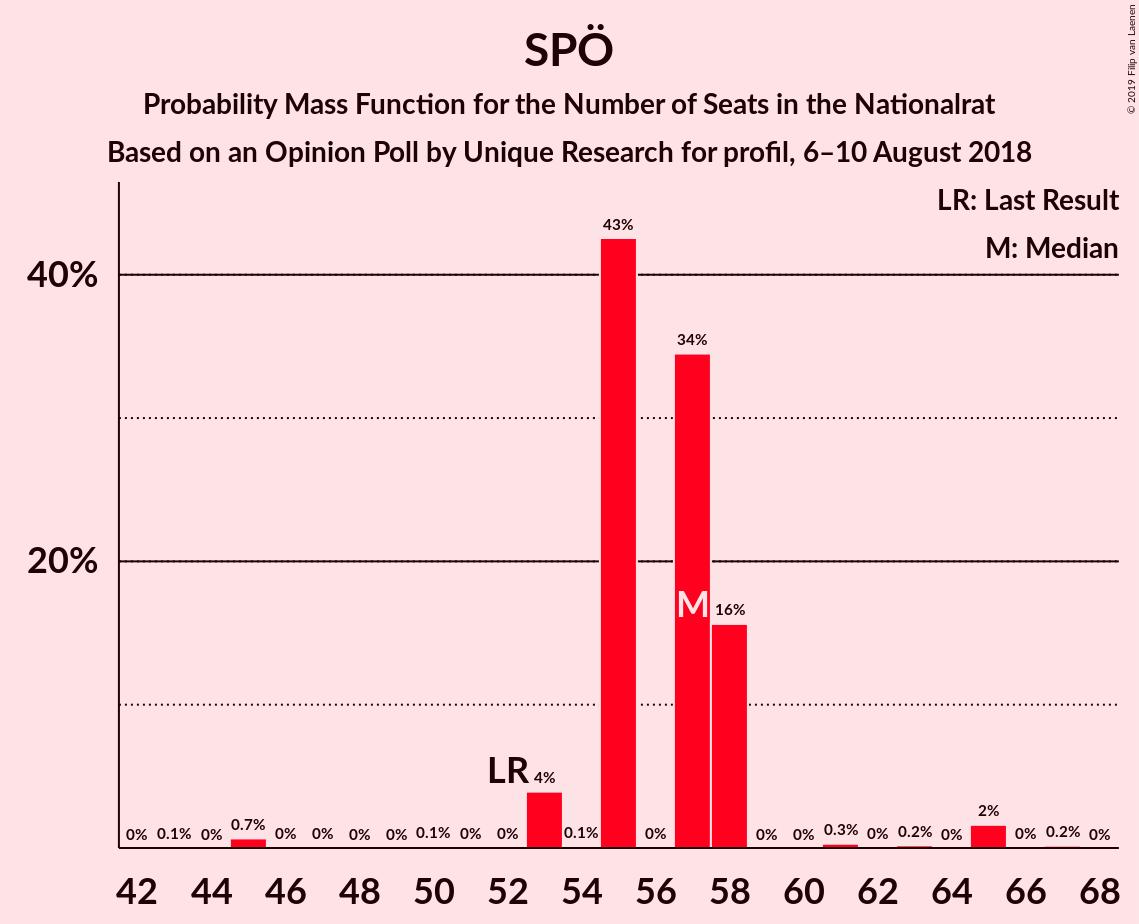 SPÖ
Probability Mass Function for the Number of Seats in the Nationalrat
Based on an Opinion Poll by Unique Research for profil, 6–10 August 2018
© 2019 Filip van Laenen
LR: Last Result
M: Median
40%
20%
0% 0.1% 0% 0.7% 0% 0% 0% 0% 0.1% 0% 0% 4% 0.1% 43% 0% 34% 16% 0% 0% 0.3% 0% 0.2% 0% 2% 0% 0.2% 0%
LR
M
42 44 46 48 50 52 54 56 58 60 62 64 66 68